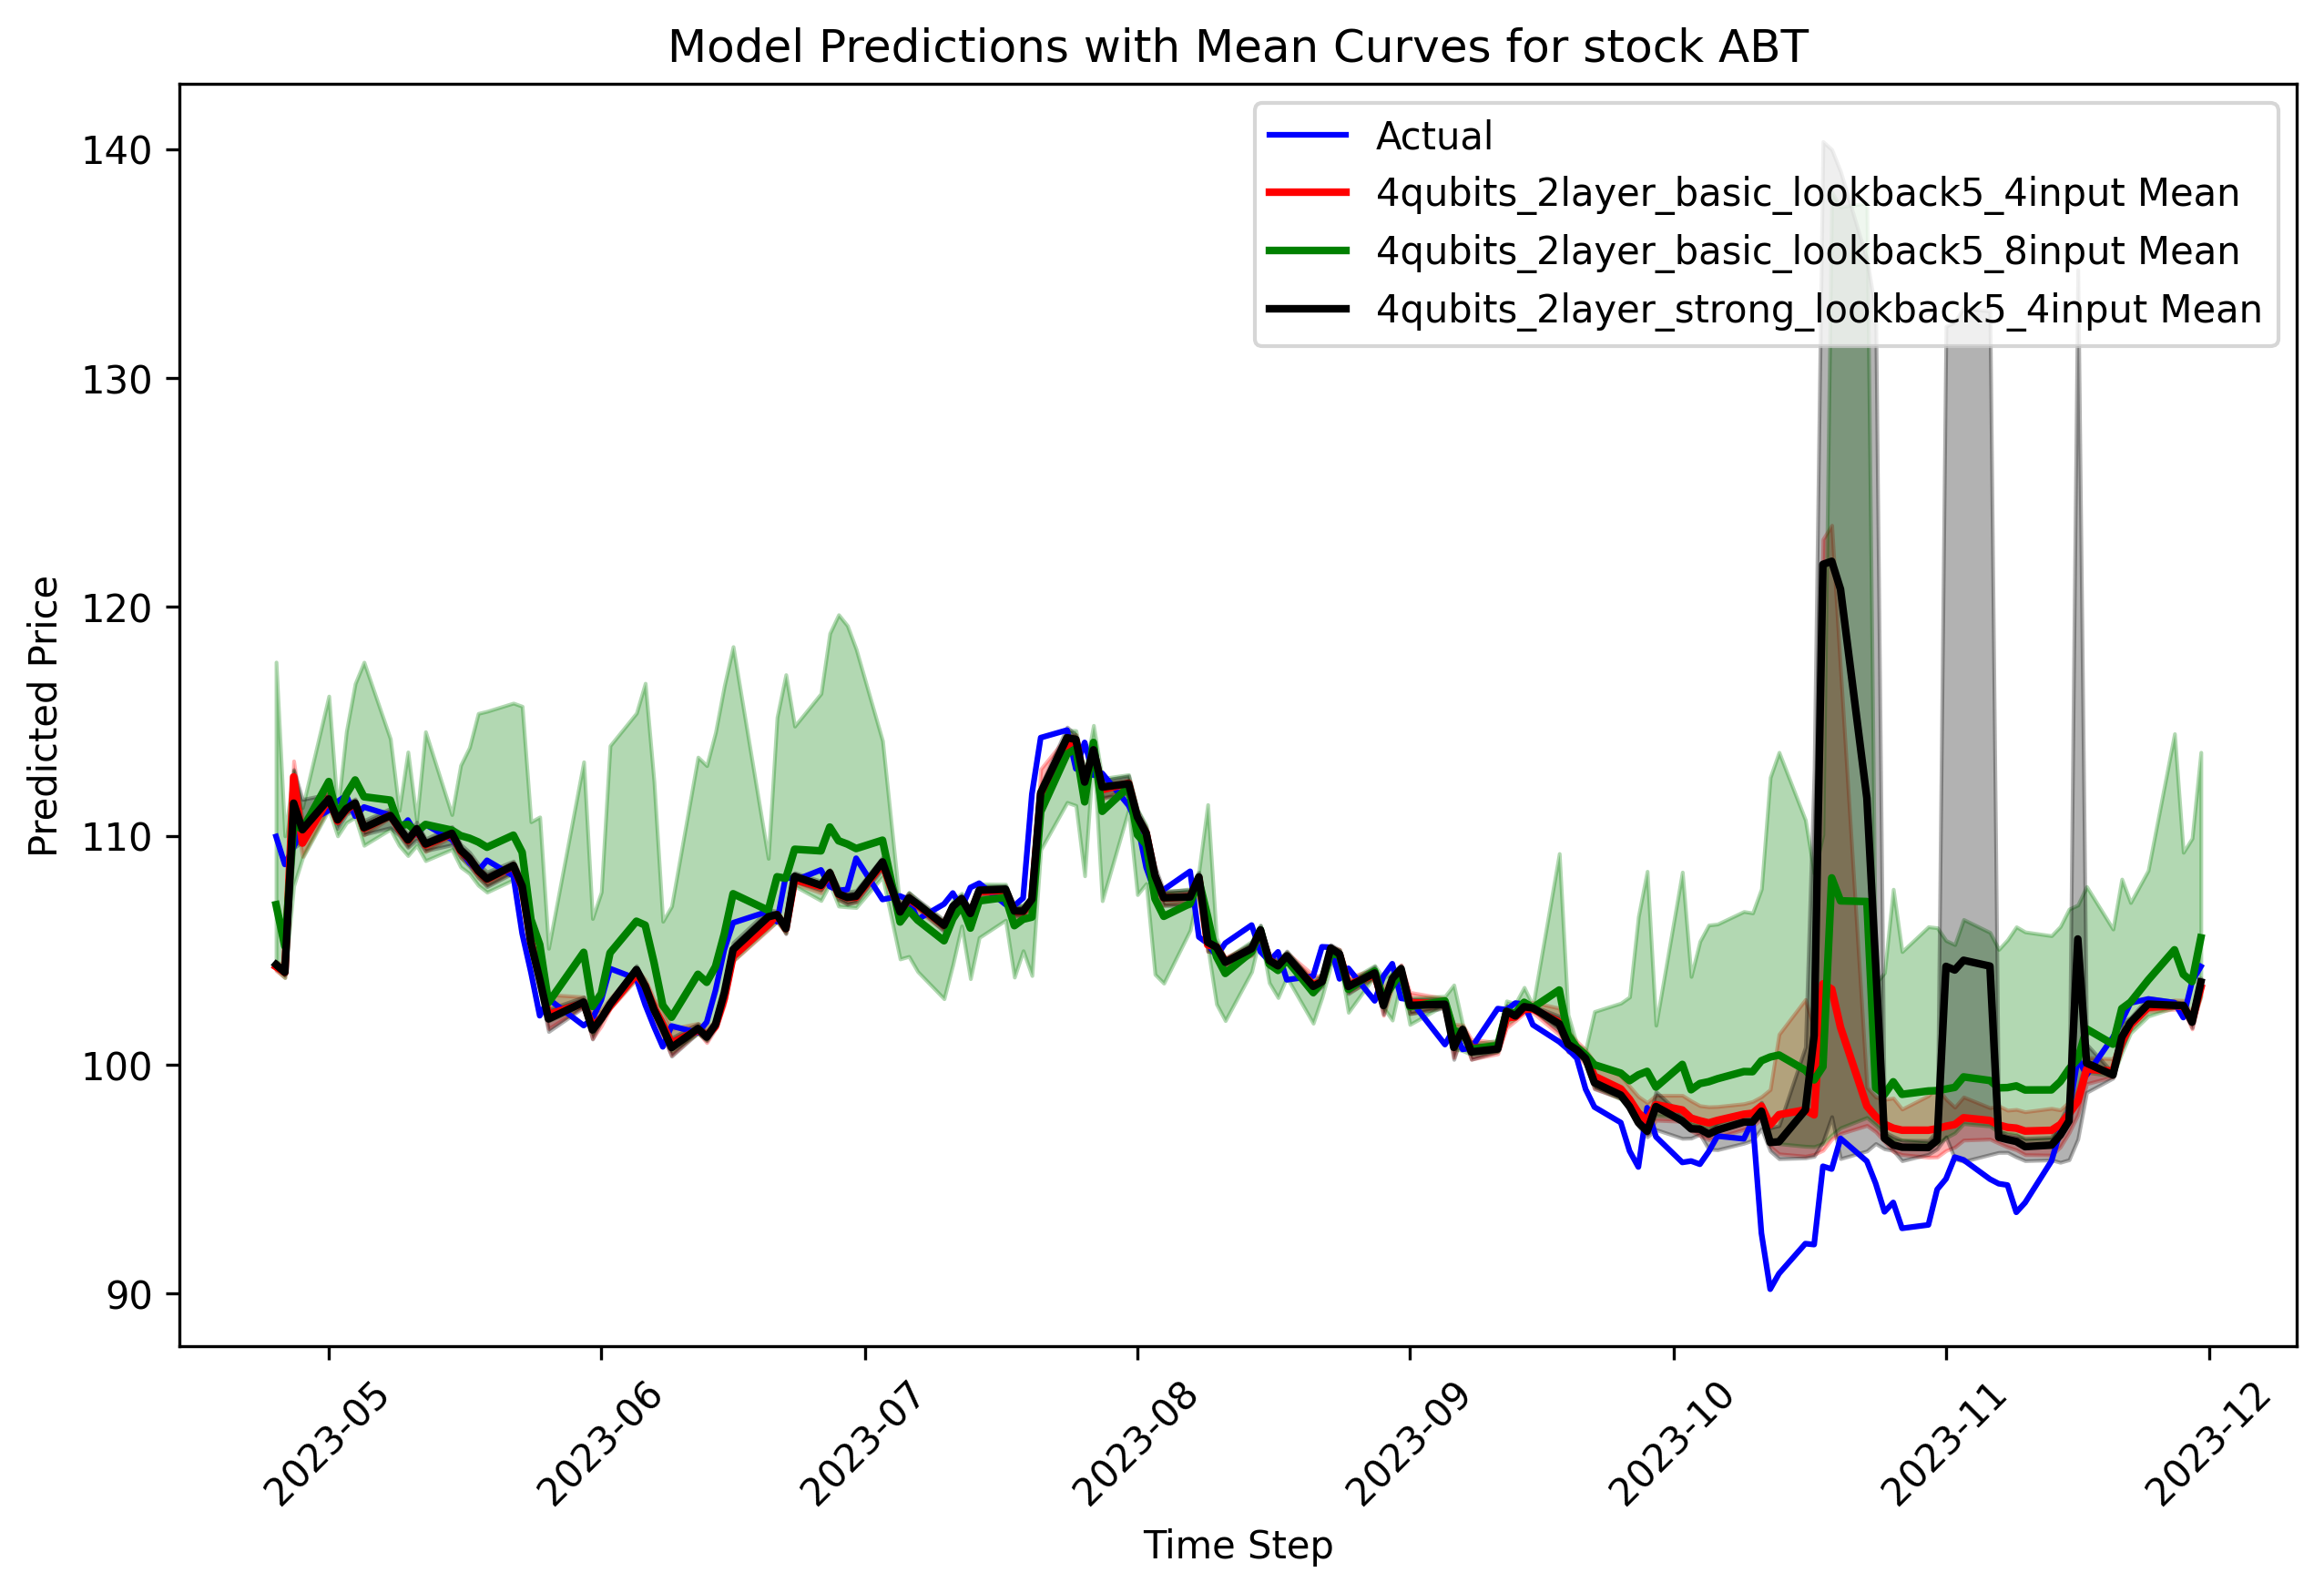 Model Predictions with Mean Curves for stock ABT
Actual
4qubits_2layer_basic_lookback5_4input Mean
4qubits_2layer_basic_lookback5_8input Mean
4qubits_2layer_strong_lookback5_4input Mean
Predicted Price
140
130
120
110
100
90
2023-05
2023-06
2023-07
2023-08
2023-09
2023-10
2023-11
2023-12
Time Step